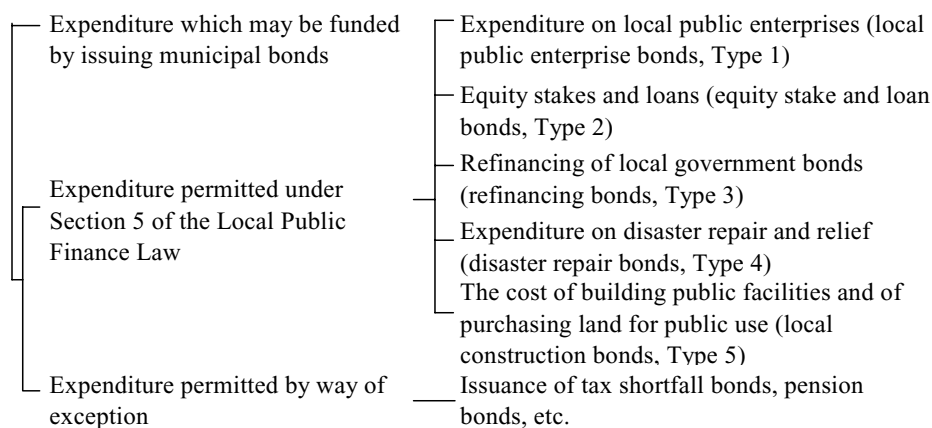 Expenditure which may be funded
by issuing municipal bonds
Expenditure permitted under
Section 5 of the Local Public
Finance Law
Expenditure permitted by way of
exception
Expenditure on local public enterprises (local
public enterprise bonds, Type 1)
Equity stakes and loans (equity stake and loan
bonds, Type 2)
Refinancing of local government bonds
(refinancing bonds, Type 3)
Expenditure on disaster repair and relief
(disaster repair bonds, Type 4)
The cost of building public facilities and of
purchasing land for public use (local
construction bonds, Type 5)
Issuance of tax shortfall bonds, pension
bonds, etc.